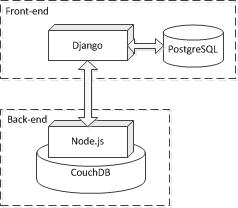 Front-end
Django
PostgreSQL
Back-end
Node.js
CouchDB